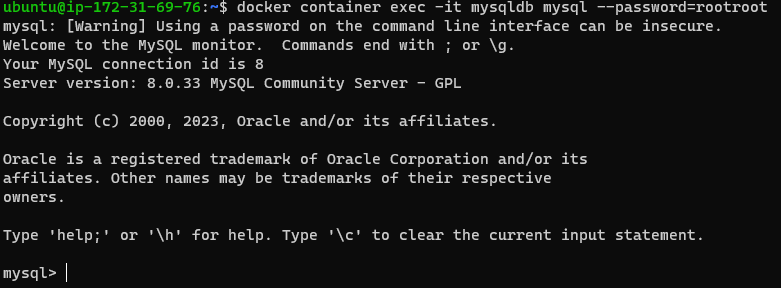 ubuntu@ip-172-31-69-76:~$ docker container exec -it mysqldb mysql --password=rootroot
mysql: [Warning] Using a password on the command line interface can be insecure.
Welcome to the MySQL monitor.  Commands end with ; or \g.
Your MySQL connection id is 8
Server version: 8.0.33 MySQL Community Server - GPL

Copyright (c) 2000, 2023, Oracle and/or its affiliates.

Oracle is a registered trademark of Oracle Corporation and/or its
affiliates. Other names may be trademarks of their respective
owners.

Type 'help;' or '\h' for help. Type '\c' to clear the current input statement.

mysql>